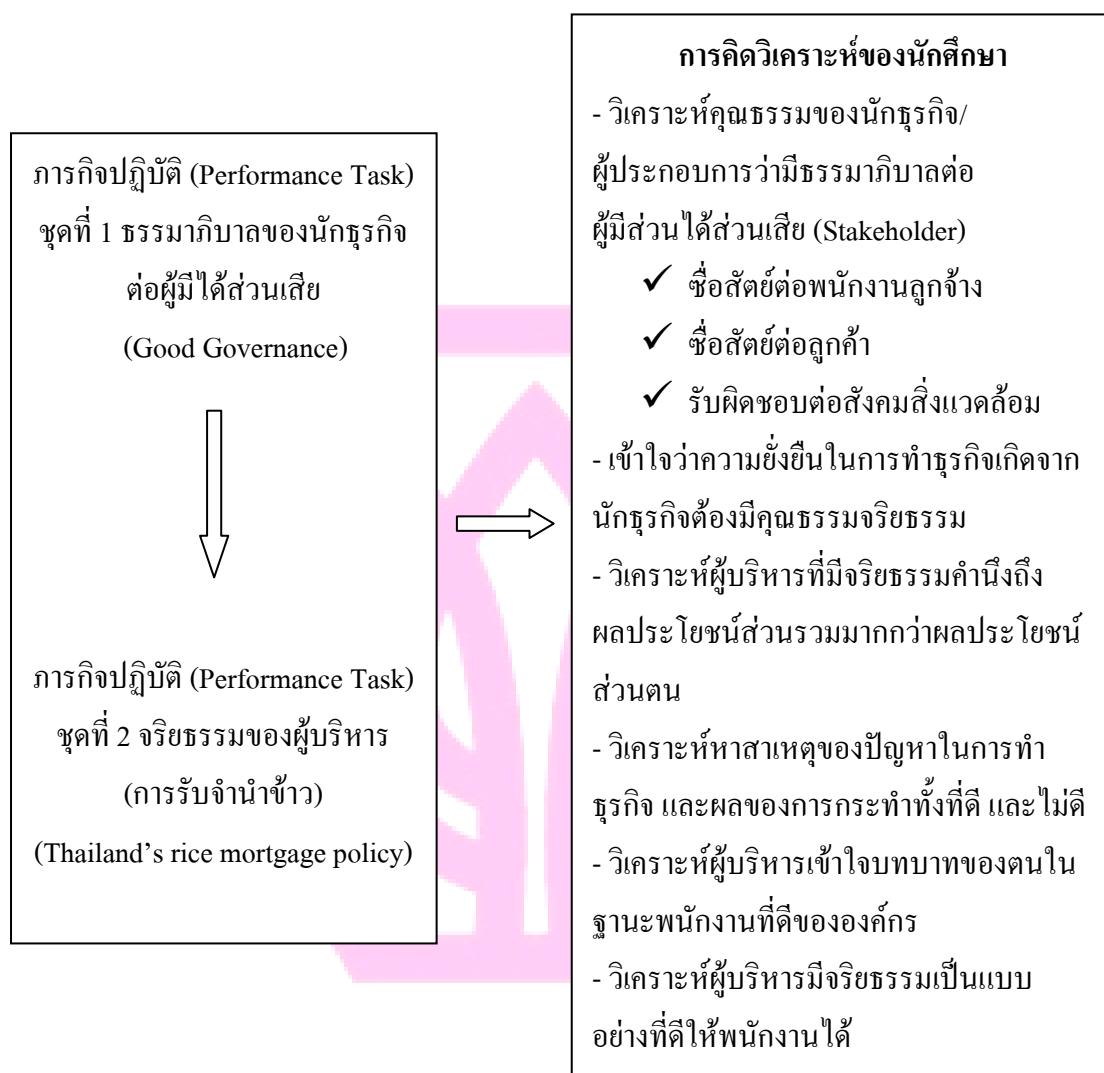 ภารกิจปฏิบัติ (Performance Task)
ชุดที่ 1 ธรรมาภิบาลของนักธุรกิจ
ต่อผู้มีได้ส่วนเสีย
(Good Governance)
ภารกิจปฏิบัติ (Performance Task)
ชุดที่ 2 จริยธรรมของผู้บริหาร
(การรับจำนำข้าว)
(Thailand's rice mortgage policy)
การคิดวิเคราะห์ของนักศึกษา
- วิเคราะห์คุณธรรมของนักธุรกิจ/
ผู้ประกอบการว่ามีธรรมาภิบาลต่อ
ผู้มีส่วนได้ส่วนเสีย (Stakeholder)
✓ ซื่อสัตย์ต่อพนักงานลูกจ้าง
✓ ซื่อสัตย์ต่อลูกค้า
✓ รับผิดชอบต่อสังคมสิ่งแวดล้อม
- เข้าใจว่าความยั่งยืนในการทำธุรกิจเกิดจาก
นักธุรกิจต้องมีคุณธรรมจริยธรรม
- วิเคราะห์ผู้บริหารที่มีจริยธรรมคำนึงถึง
ผลประโยชน์ส่วนรวมมากกว่าผลประโยชน์
ส่วนตน
- วิเคราะห์หาสาเหตุของปัญหาในการทำ
ธุรกิจ และผลของการกระทำทั้งที่ดี และไม่ดี
- วิเคราะห์ผู้บริหารเข้าใจบทบาทของตนใน
ฐานะพนักงานที่ดีขององค์กร
- วิเคราะห์ผู้บริหารมีจริยธรรมเป็นแบบ
อย่างที่ดีให้พนักงานได้